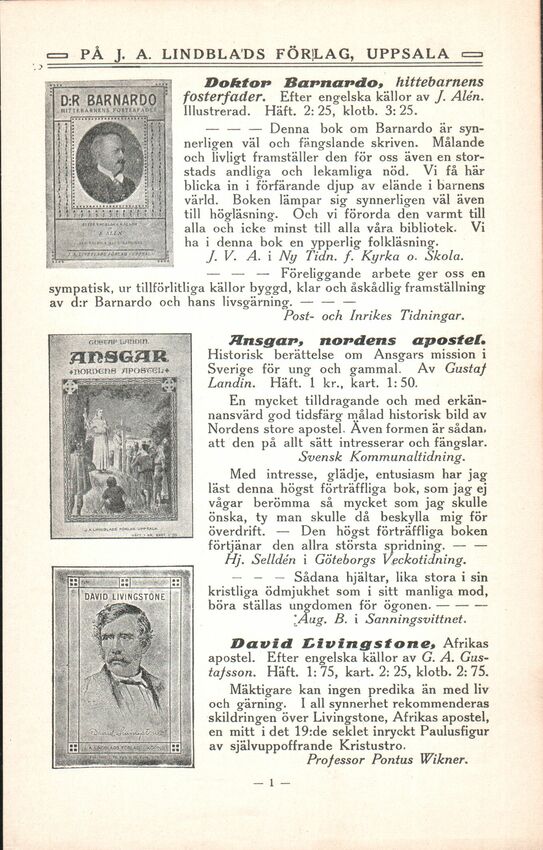 PÅ J. A. LINDBLADS FÖRLAG, UPPSALA
D:R BARNARDO
HITTEBARNENS FOSTERFADER
Doktor Barnardo, hittebarnens
fosterfader. Efter engelska källor av J. Alén.
Illustrerad. Häft. 2: 25, klotb. 3: 25.
— — — Denna bok om Barnardo är syn-
nerligen väl och fängslande skriven. Målande
och livligt framställer den för oss även en stor-
stads andliga och lekamliga nöd. Vi få här
blicka in i förfärande djup av elände i barnens
värld. Boken lämpar sig synnerligen väl även
till högläsning. Och vi förorda den varmt till
alla och icke minst till alla våra bibliotek. Vi
ha i denna bok en ypperlig folkläsning.
J. V. A. i Ny Tidn. f. Kyrka o. Skola.
— — — Föreliggande arbete ger oss en
sympatisk, ur tillförlitliga källor byggd, klar och åskådlig framställning
av d:r Barnardo och hans livsgärning. — — —
Post- och Inrikes Tidningar.
GUSTAF LANDIN.
ANSGAR
NORDENS APOSTEL
J. A. LINDBLADS FÖRLAG, UPPSALA
Ansgar, nordens apostel.
Historisk berättelse om Ansgars mission i
Sverige för ung och gammal. Av Gustaf
Landin. Häft. 1 kr., kart. 1: 50.
En mycket tilldragande och med erkän-
nansvärd god tidsfärg målad historisk bild av
Nordens store apostel. Även formen är sådan,
att den på allt sätt intresserar och fängslar.
Svensk Kommunaltidning.
Med intresse, glädje, entusiasm har jag
läst denna högst förträffliga bok, som jag ej
vågar berömma så mycket som jag skulle
önska, ty man skulle då beskylla mig för
överdrift. — Den högst förträffliga boken
förtjänar den allra största spridning. — —
Hj. Selldén i Göteborgs Veckotidning.
— — — Sådana hjältar, lika stora i sin
kristliga ödmjukhet som i sitt manliga mod,
böra ställas ungdomen för ögonen. — — —
Aug. B. i Sanningsvittnet.
DAVID LIVINGSTONE
David Livingstone
J. A. LINDBLADS FÖRLAG
David Livingstone, Afrikas
apostel. Efter engelska källor av G. A. Gus-
tafsson. Häft. 1: 75, kart. 2: 25, klotb. 2: 75.
Mäktigare kan ingen predika än med liv
och gärning. I all synnerhet rekommenderas
skildringen över Livingstone, Afrikas apostel,
en mitt i det 19:de seklet inryckt Paulusfigur
av självuppoffrande Kristustro.
Professor Pontus Wikner.
— 1 —